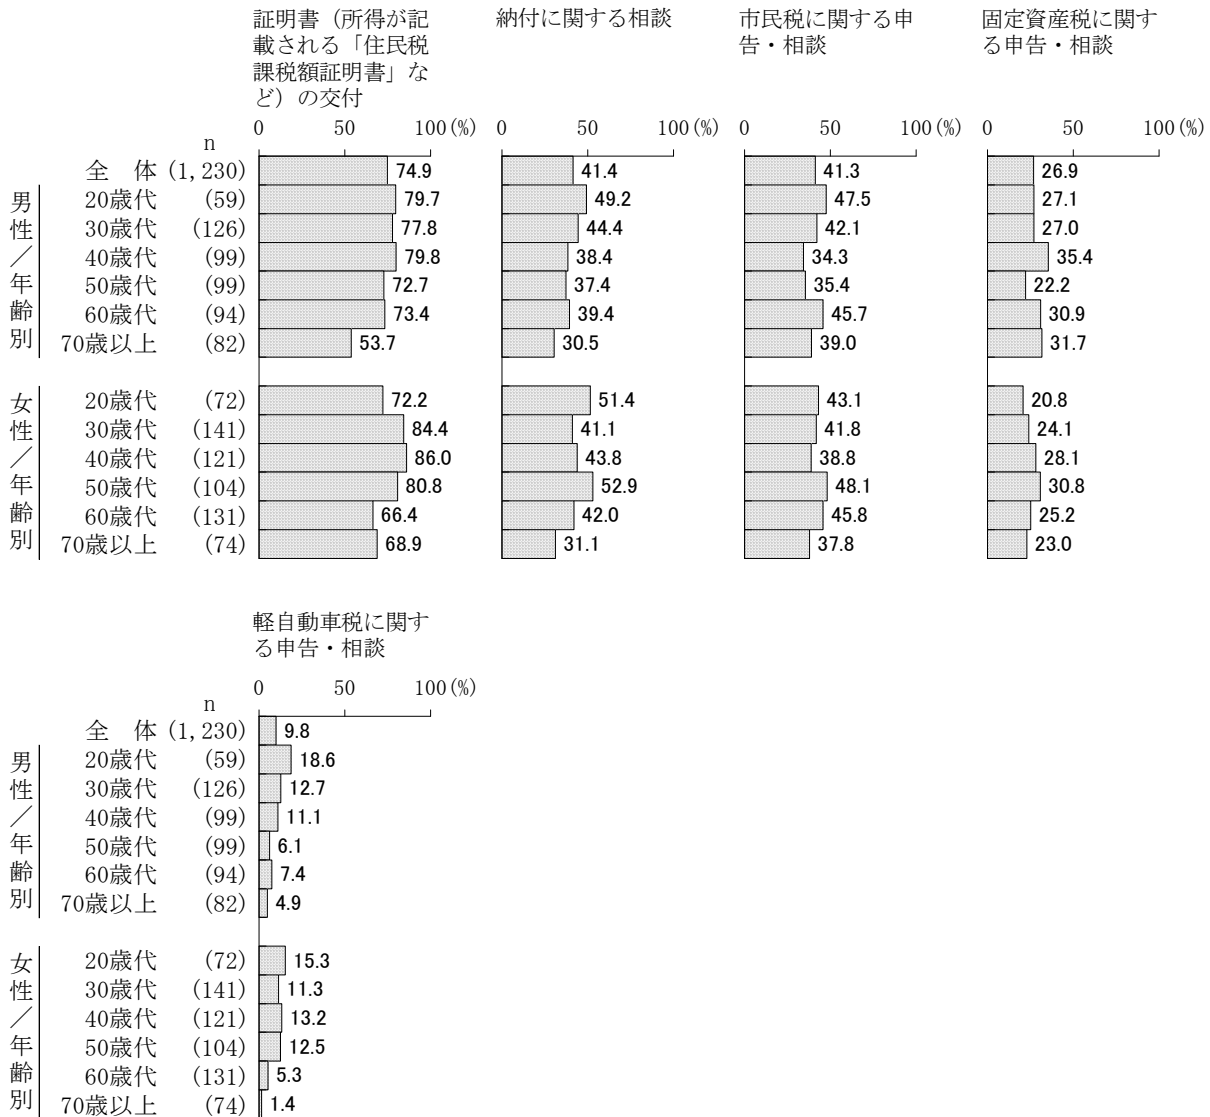 証明書（所得が記
載される「住民税
課税額証明書」な
ど）の交付
納付に関する相談
市民税に関する申
告・相談
固定資産税に関す
る申告・相談
n
0 50 100(%) 0 50 100(%) 0 50 100(%) 0 50 100(%)
全　体 (1,230) 74.9 41.4 41.3 26.9
男性／年齢別
20歳代 (59) 79.7 49.2 47.5 27.1
30歳代 (126) 77.8 44.4 42.1 27.0
40歳代 (99) 79.8 38.4 34.3 35.4
50歳代 (99) 72.7 37.4 35.4 22.2
60歳代 (94) 73.4 39.4 45.7 30.9
70歳以上 (82) 53.7 30.5 39.0 31.7
女性／年齢別
20歳代 (72) 72.2 51.4 43.1 20.8
30歳代 (141) 84.4 41.1 41.8 24.1
40歳代 (121) 86.0 43.8 38.8 28.1
50歳代 (104) 80.8 52.9 48.1 30.8
60歳代 (131) 66.4 42.0 45.8 25.2
70歳以上 (74) 68.9 31.1 37.8 23.0
軽自動車税に関す
る申告・相談
n
0 50 100(%)
全　体 (1,230) 9.8
男性／年齢別
20歳代 (59) 18.6
30歳代 (126) 12.7
40歳代 (99) 11.1
50歳代 (99) 6.1
60歳代 (94) 7.4
70歳以上 (82) 4.9
女性／年齢別
20歳代 (72) 15.3
30歳代 (141) 11.3
40歳代 (121) 13.2
50歳代 (104) 12.5
60歳代 (131) 5.3
70歳以上 (74) 1.4